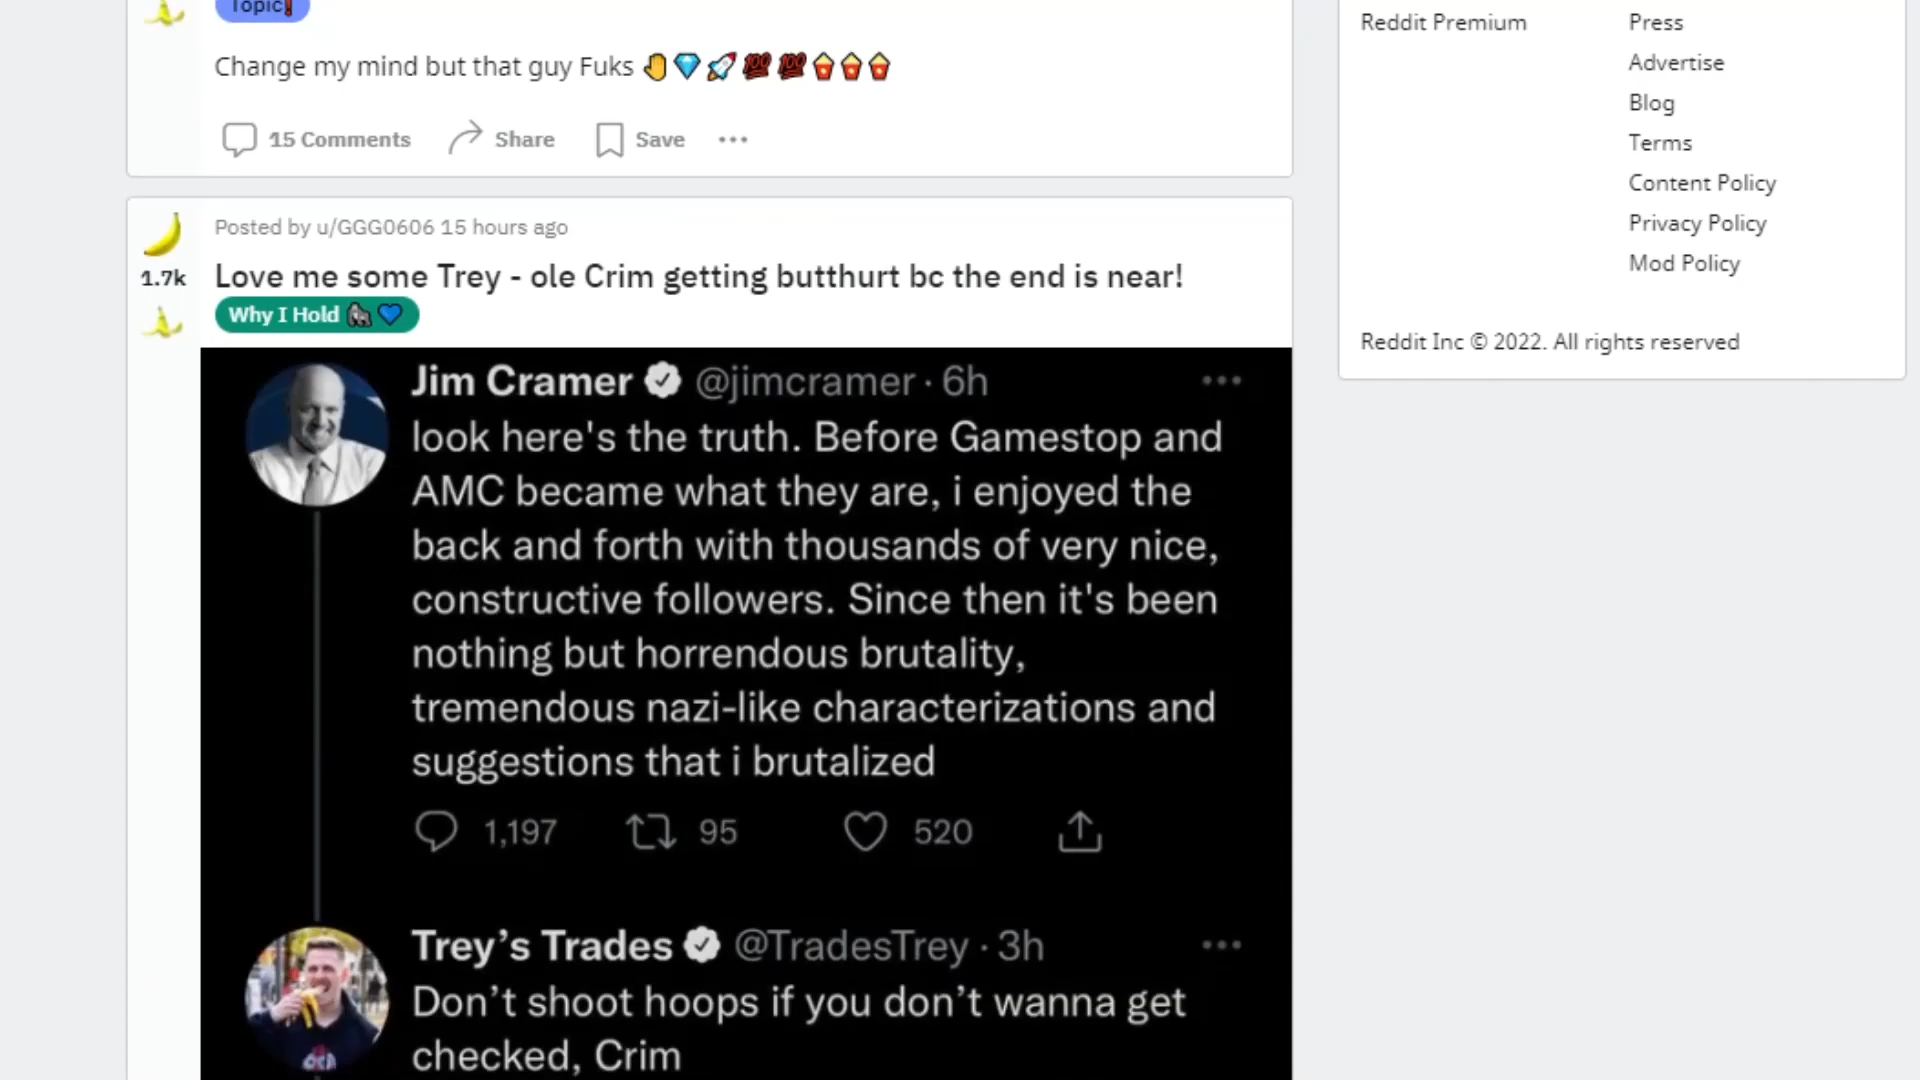 Topic❗
Change my mind but that guy Fuks 🤚💎🚀💯💯🍿🍿🍿
15 Comments Share Save ...
Posted by u/GGG0606 15 hours ago
1.7k
Love me some Trey - ole Crim getting butthurt bc the end is near!
Why I Hold 🦍💙
Jim Cramer @jimcramer · 6h ...
look here's the truth. Before Gamestop and
AMC became what they are, i enjoyed the
back and forth with thousands of very nice,
constructive followers. Since then it's been
nothing but horrendous brutality,
tremendous nazi-like characterizations and
suggestions that i brutalized
1,197 95 520
Trey’s Trades @TradesTrey · 3h ...
Don’t shoot hoops if you don’t wanna get
checked, Crim
Reddit Premium
Press
Advertise
Blog
Terms
Content Policy
Privacy Policy
Mod Policy
Reddit Inc © 2022. All rights reserved